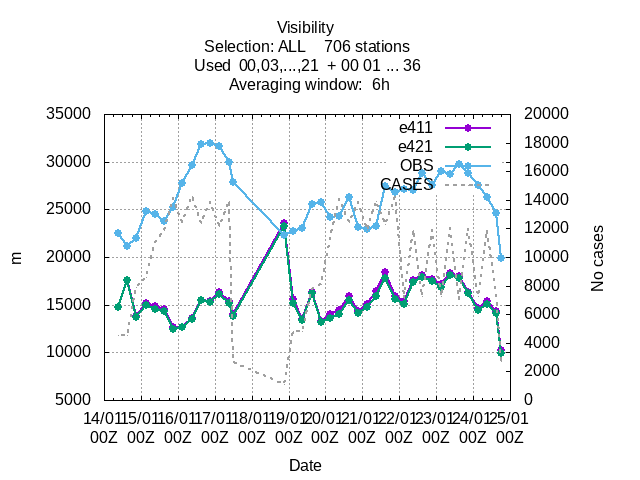 Visibility
Selection: ALL 706 stations
Used 00,03,...,21 + 00 01 ... 36
Averaging window: 6h
35000
30000
25000
20000
15000
10000
5000
m
20000
18000
16000
14000
12000
10000
8000
6000
4000
2000
0
No cases
e411
e421
OBS
CASES
14/01 15/01 16/01 17/01 18/01 19/01 20/01 21/01 22/01 23/01 24/01 25/01
00Z 00Z 00Z 00Z 00Z 00Z 00Z 00Z 00Z 00Z 00Z 00Z
Date